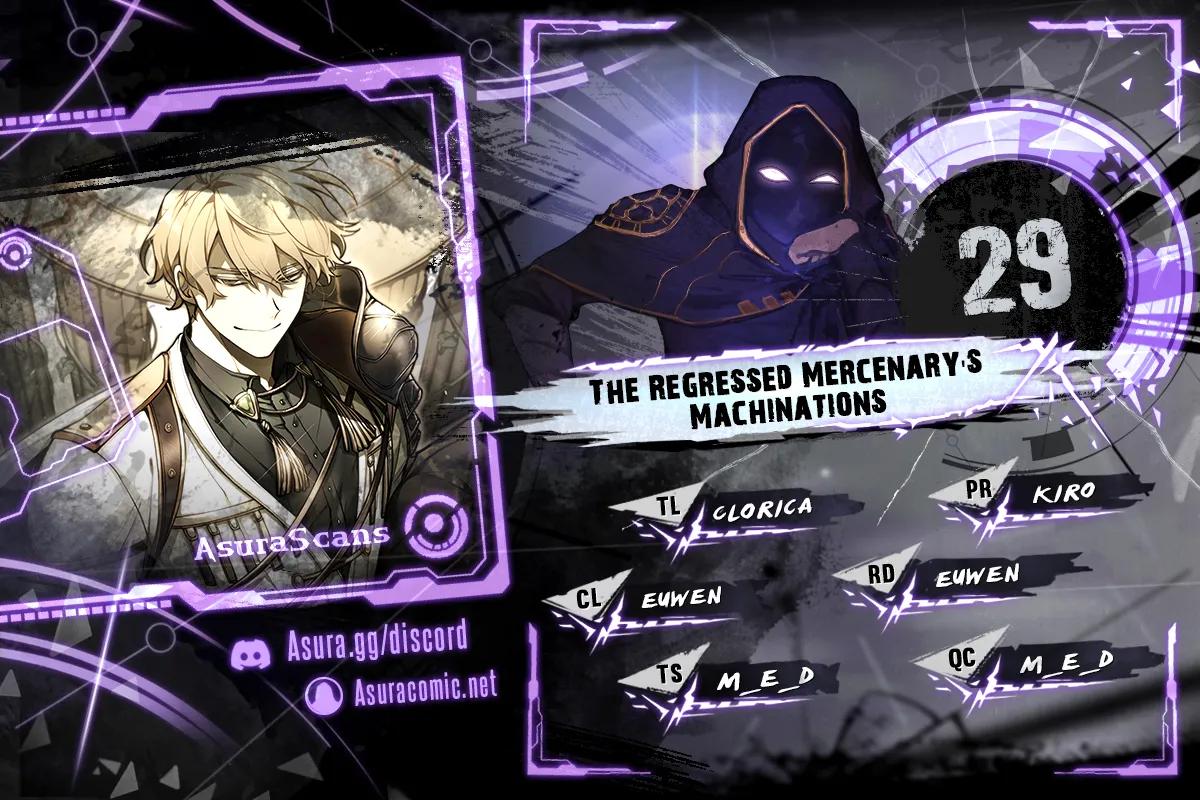 29
THE REGRESSED MERCENARY'S
MACHINATIONS
TL CLORICA
PR KIRO
CL EUWEN
RD EUWEN
TS M_E_D
QC M_E_D
AsuraScans
Asura.gg/discord
Asuracomic.net